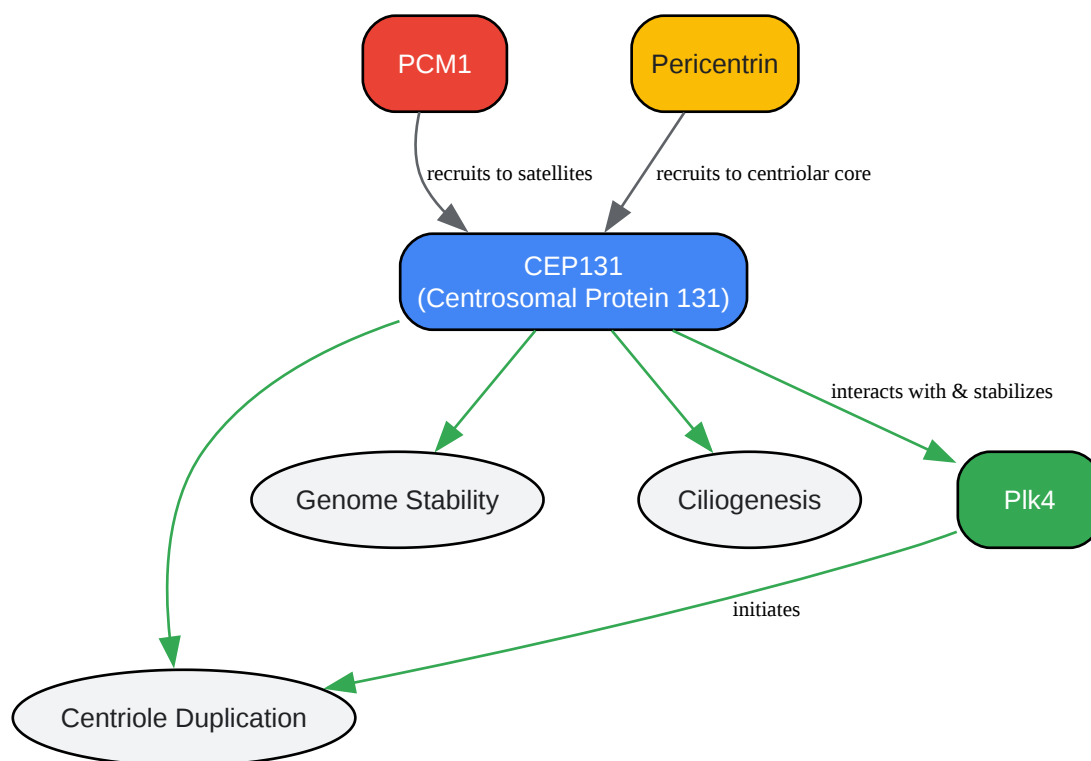 PCM1
Pericentrin
recruits to satellites
recruits to centriolar core
CEP131
(Centrosomal Protein 131)
interacts with & stabilizes
Genome Stability
Ciliogenesis
Plk4
initiates
Centriole Duplication